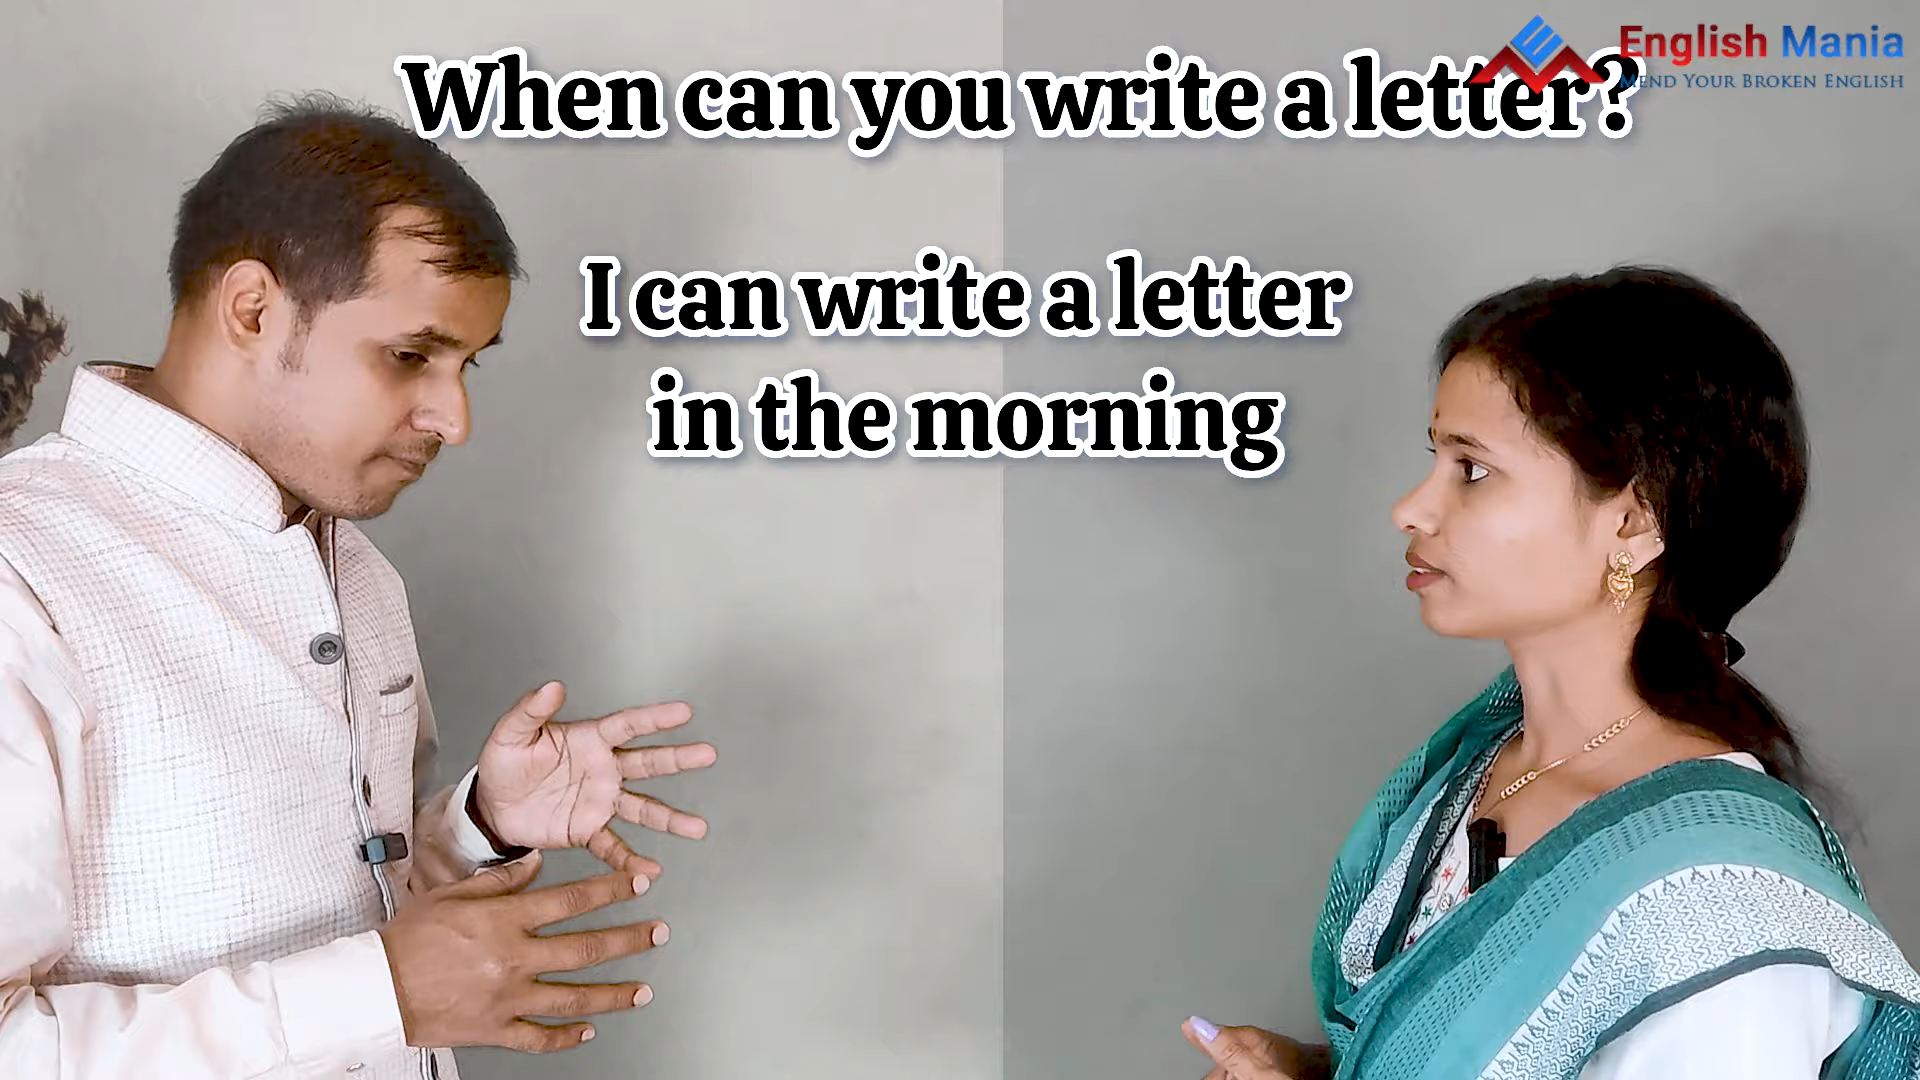 When can you write a letter?
English Mania
MEND YOUR BROKEN ENGLISH
I can write a letter
in the morning